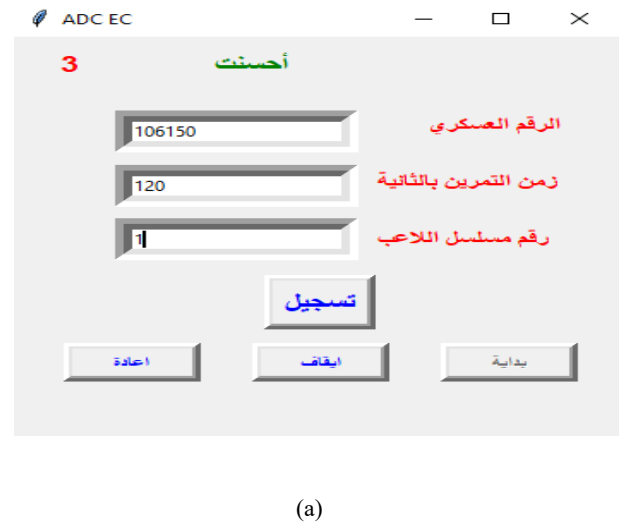 ADC EC
أحسنت 3
الرقم العسكري 106150
زمن التمرين بالثانية 120
رقم مسلسل اللاعب 1
تسجيل
بداية ايقاف اعادة
(a)